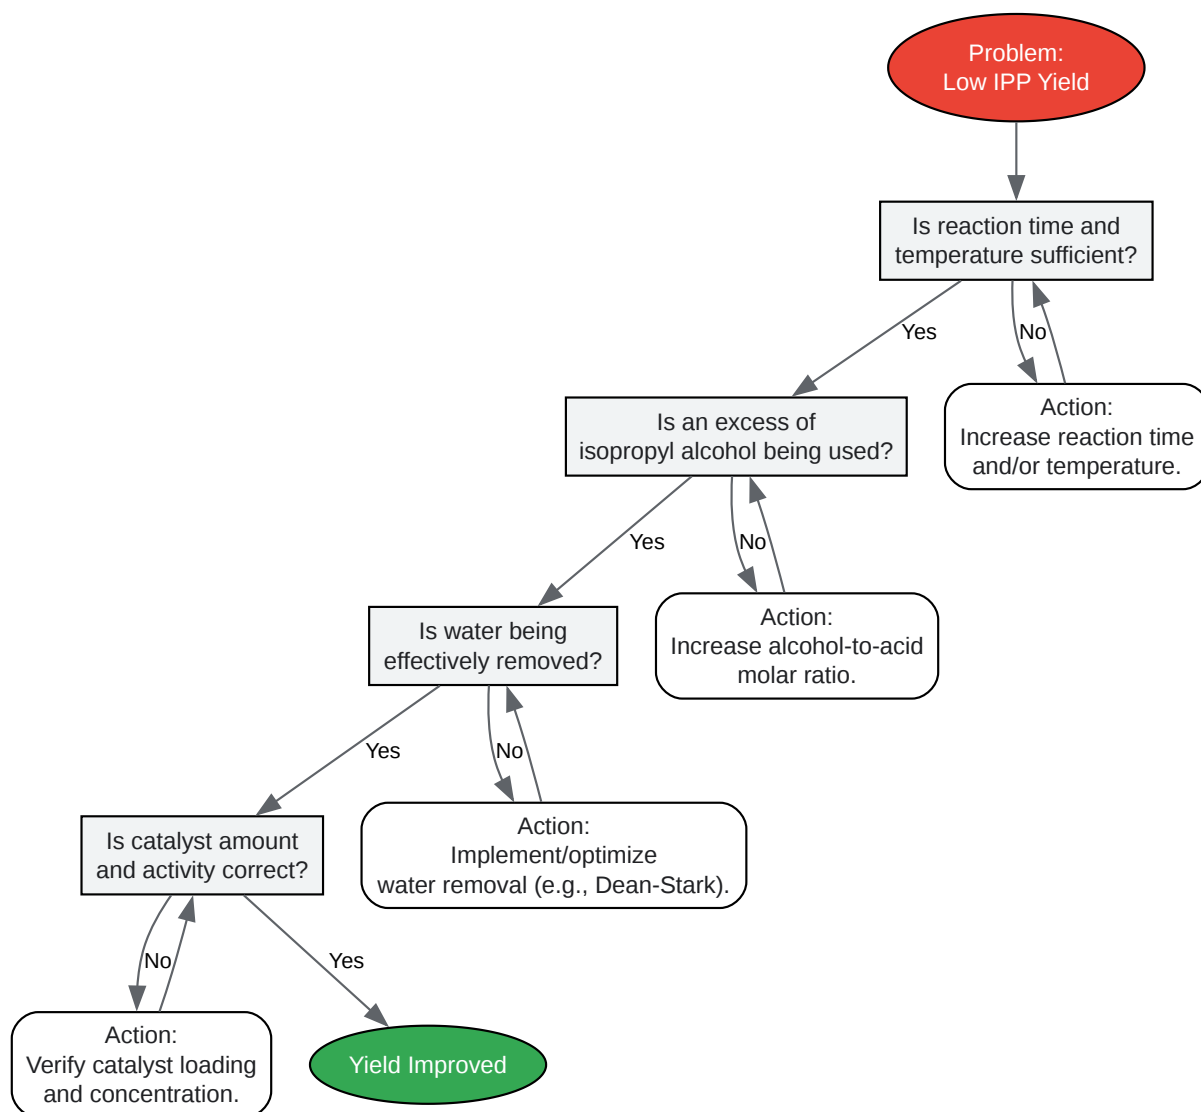 Problem:
Low IPP Yield
Is reaction time and
temperature sufficient?
Yes
No
Action:
Increase reaction time
and/or temperature.
Is an excess of
isopropyl alcohol being used?
Yes
No
Action:
Increase alcohol-to-acid
molar ratio.
Is water being
effectively removed?
Yes
No
Action:
Implement/optimize
water removal (e.g., Dean-Stark).
Is catalyst amount
and activity correct?
No
Yes
Action:
Verify catalyst loading
and concentration.
Yield Improved